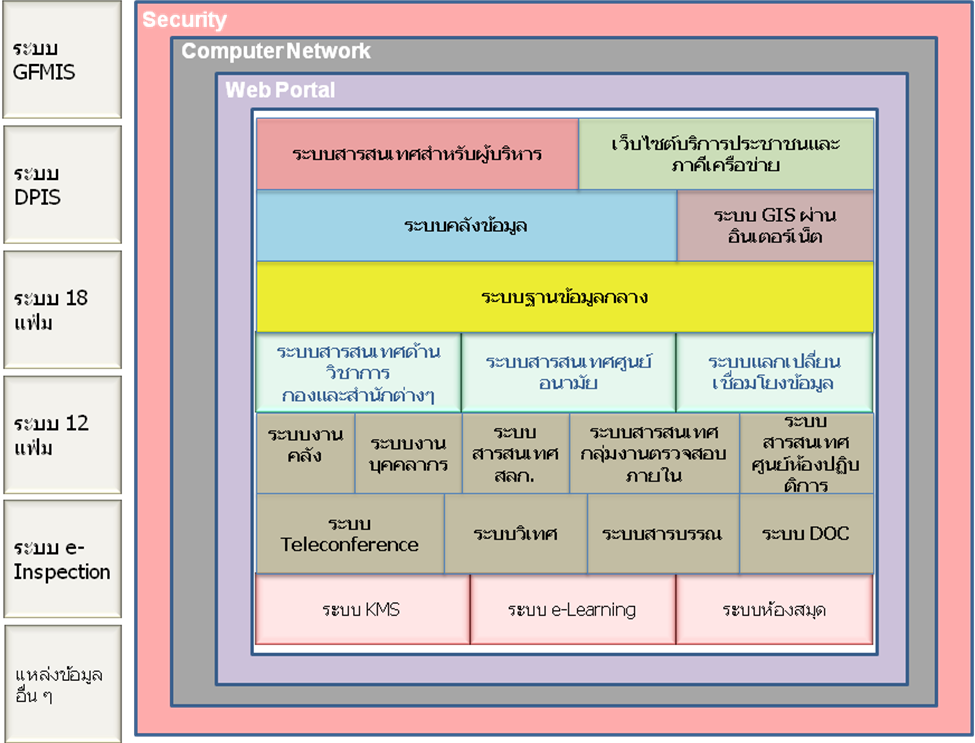 ระบบ
GFMIS
ระบบ
DPIS
ระบบ 18
แฟ้ม
ระบบ 12
แฟ้ม
ระบบ e-
Inspection
แหล่งข้อมูล
อื่น ๆ
Security
Computer Network
Web Portal
ระบบสารสนเทศสำหรับผู้บริหาร
เว็บไซต์บริการประชาชนและ
ภาคีเครือข่าย
ระบบคลังข้อมูล
ระบบ GIS ผ่าน
อินเตอร์เน็ต
ระบบฐานข้อมูลกลาง
ระบบสารสนเทศด้าน
วิชาการ
กองและสำนักต่างๆ
ระบบสารสนเทศศูนย์
อนามัย
ระบบแลกเปลี่ยน
เชื่อมโยงข้อมูล
ระบบงาน
คลัง
ระบบงาน
บุคคลากร
ระบบ
สารสนเทศ
สลก.
ระบบสารสนเทศ
กลุ่มงานตรวจสอบ
ภายใน
ระบบ
สารสนเทศ
ศูนย์ห้องปฏิบ
ัติการ
ระบบ
Teleconference
ระบบวิเทศ
ระบบสารบรรณ
ระบบ DOC
ระบบ KMS
ระบบ e-Learning
ระบบห้องสมุด